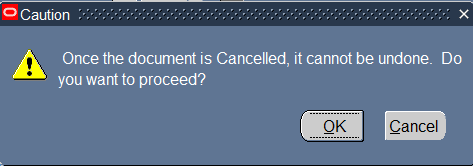 Caution
Once the document is Cancelled, it cannot be undone.  Do
you want to proceed?
OK
Cancel